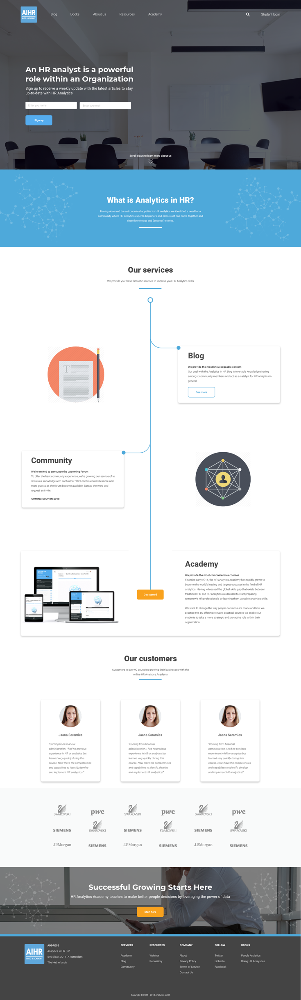 AIHR
BLOG & ACADEMY
Blog
Books
About us
Resources
Academy
Student login
An HR analyst is a powerful
role within an Organization
Sign up to receive a weekly update with the latest articles to stay
up-to-date with HR Analytics
Enter you name
Enter your mail
Sign up
Scroll down to learn more about us
What is Analytics in HR?
Having observed the astronomical appetite for HR analytics we identified a need for a
community where HR analytics experts, beginners and enthusiast can come together and
share knowledge and (success) stories.
Our services
We provide you these fantastic services to improve your HR Analytics skills
Blog
We provide the most knowledgeable content
Our goal with the Analytics in HR blog is to enable knowledge sharing
amongst community members and act as a catalyst for HR analytics in
general.
See more
Community
We're excited to announce the upcoming Forum
To offer the best community experience, we're growing our service of to
share our knowledge with each other. We'll continue to invite more and
more guests as the forum become available. Spread the word and
request an invite.
COMING SOON IN 2018
Academy
We provide the most comprehensive courses
Founded early 2016, the HR Analytics Academy has rapidly grown to
become the world's leading and largest educator in the field of HR
analytics. Having witnessed the global skills gap that exists between
traditional HR and HR analytics we decided to start preparing
tomorrow's HR professionals by learning them valuable analytics skills.
We want to change the way people-decisions are made and how we
practice HR. By offering relevant, practical courses we enable our
students to take a more strategic and pro-active role within their
organization.
Get started
Our customers
Customers in over 90 countries growing their businesses with the
online HR Analytics Academy
Jaana Saramies
"Coming from financial
administration, I had no previous
experience in HR or analytics but
learned very quickly during this
course. Now Ihave the competencies
and capabilites to identify, develop
and implement HR analystics!"
Jaana Saramies
"Coming from financial
administration, I had no previous
experience in HR or analytics but
learned very quickly during this
course. Now Ihave the competencies
and capabilites to identify, develop
and implement HR analystics!"
Jaana Saramies
"Coming from financial
administration, I had no previous
experience in HR or analytics but
learned very quickly during this
course. Now Ihave the competencies
and capabilites to identify, develop
and implement HR analystics!"
SWAROVSKI
pwc
SWAROVSKI
pwc
SWAROVSKI
pwc
SIEMENS
SWAROVSKI
SIEMENS
SWAROVSKI
SIEMENS
SWAROVSKI
J.P.Morgan
SIEMENS
J.P.Morgan
SIEMENS
J.P.Morgan
SIEMENS
Successful Growing Starts Here
HR Analytics Academy teaches to make better people decisions by leveraging the power of data
Start here
AIHR
BLOG & ACADEMY
ADDRESS
Analytics in HR B.V.
516 Blaak, 3011TA Rotterdam
The Netherlands
SERVICES
Academy
Blog
Community
RESOURCES
Webinar
Repository
COMPANY
About
Privacy Policy
Terms of Service
Contact Us
FOLLOW
Twitter
LinkedIn
Facebook
BOOKS
People Analytics
Doing HR Analystics
Copyright © 2016 - 2018 Analytics in HR